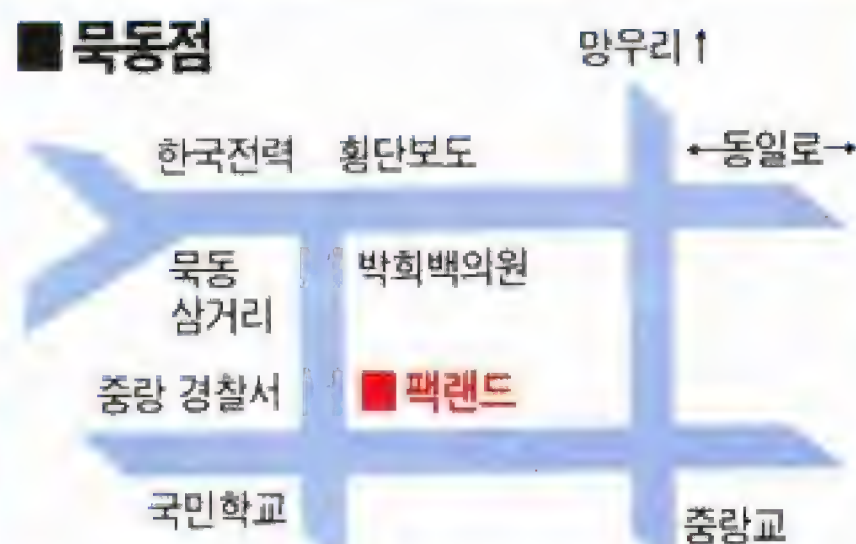 ■ 묵동점
망우리↑
한국전력
횡단보도
←동일로→
묵동
삼거리
박희백의원
중랑 경찰서
■ 팩랜드
국민학교
중랑교